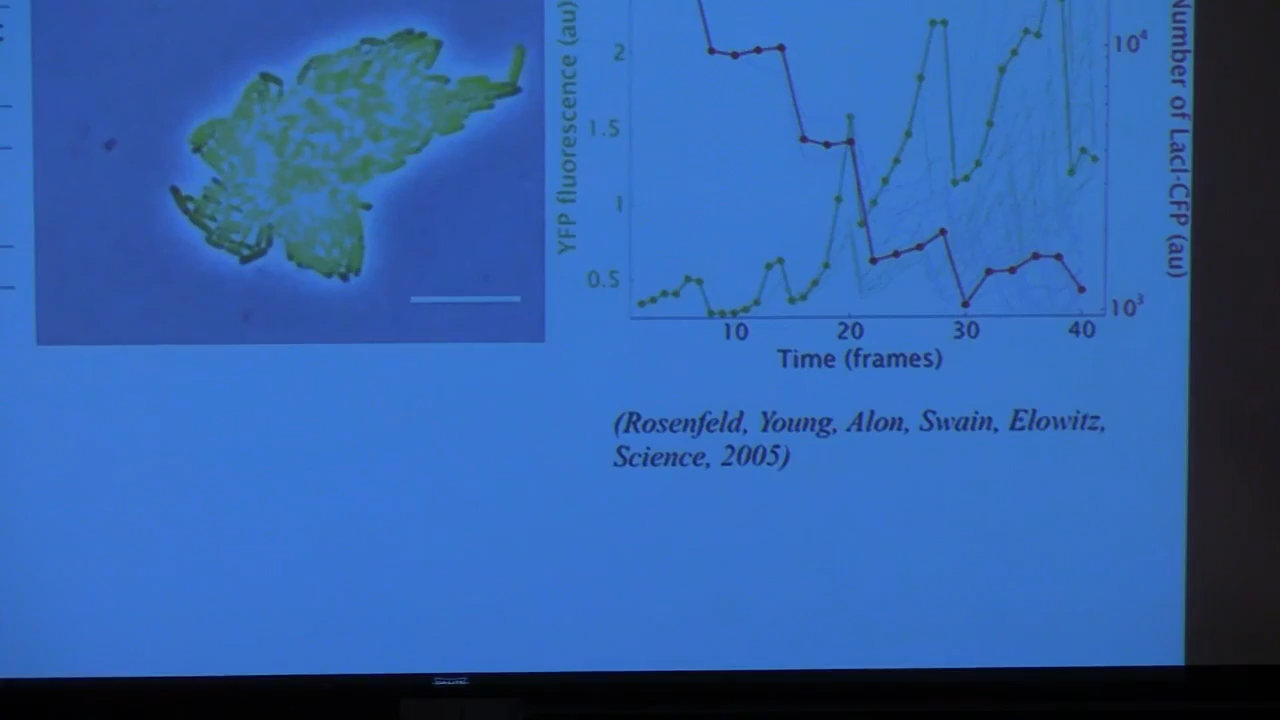 YFP fluorescence (au)
2
1.5
1
0.5
10
20
30
40
Time (frames)
10⁴
10³
Number of LacI-CFP (au)
(Rosenfeld, Young, Alon, Swain, Elowitz,
Science, 2005)